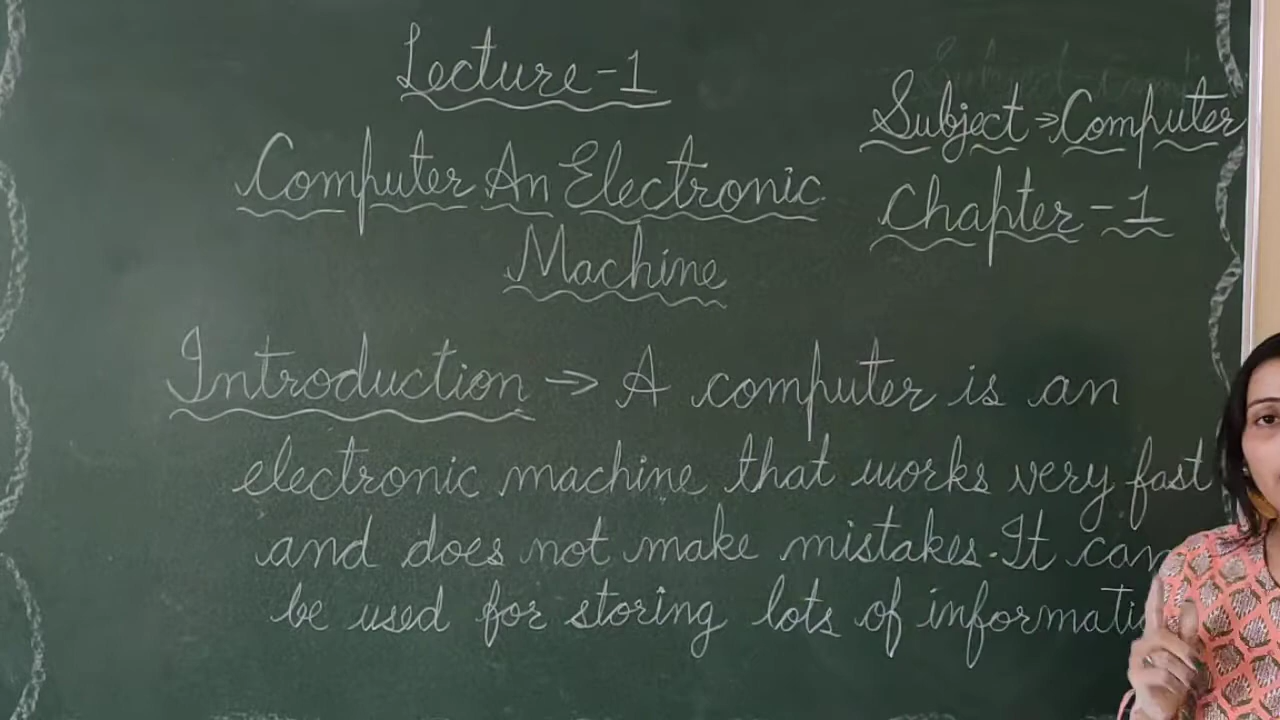 Lecture-1
Subject⇒Computer
Chapter-1
Computer An Electronic
Machine
Introduction → A computer is an
electronic machine that works very fast
and does not make mistakes. It can
be used for storing lots of informati